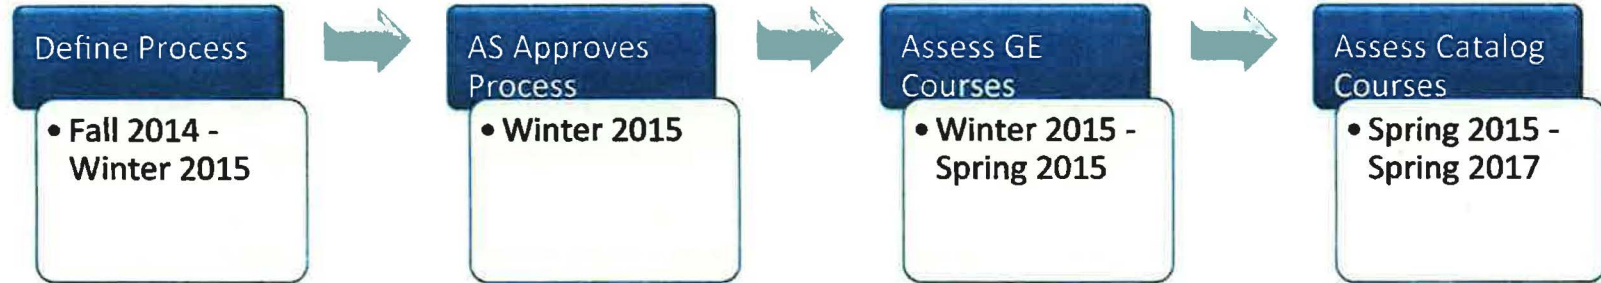 Define Process
• Fall 2014 -
Winter 2015
AS Approves
Process
• Winter 2015
Assess GE
Courses
• Winter 2015 -
Spring 2015
Assess Catalog
Courses
• Spring 2015 -
Spring 2017